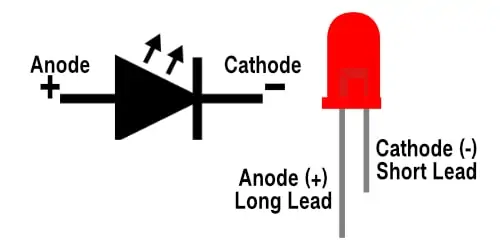 Anode
+
Cathode
−
Anode (+)
Long Lead
Cathode (-)
Short Lead